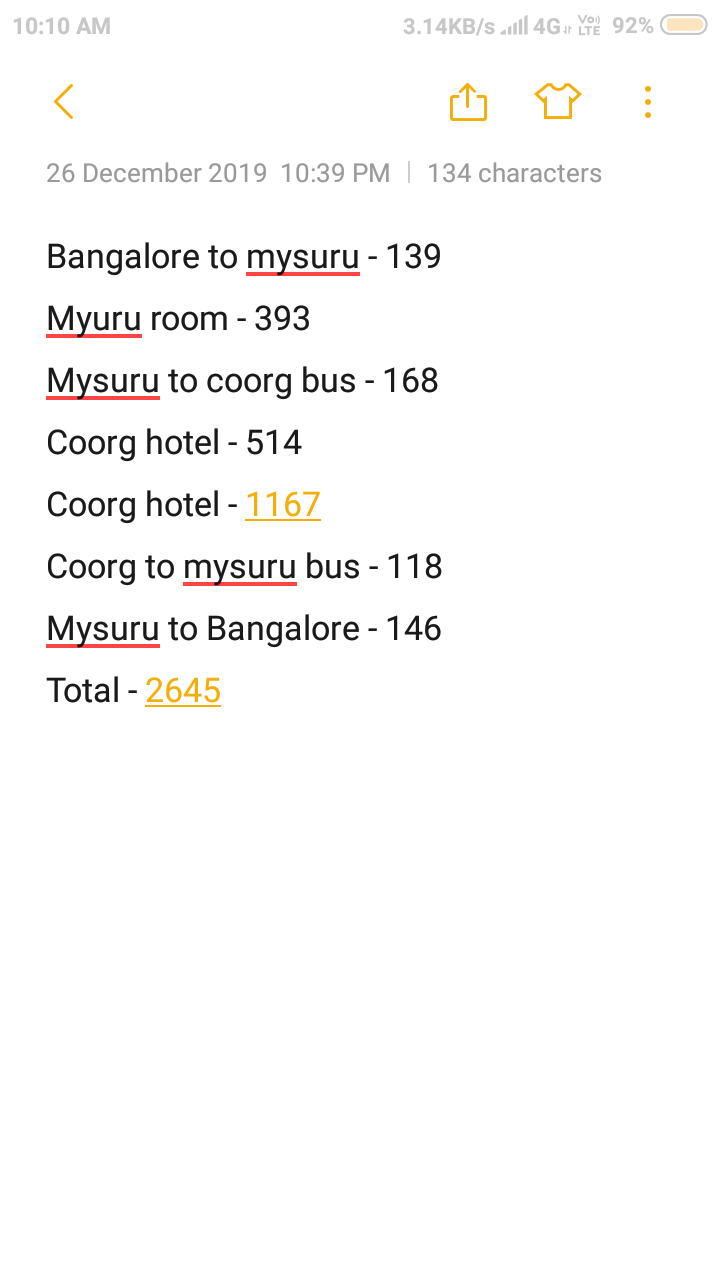 10:10 AM 3.14KB/s 4G Vo) LTE 92%
26 December 2019 10:39 PM | 134 characters
Bangalore to mysuru - 139
Myuru room - 393
Mysuru to coorg bus - 168
Coorg hotel - 514
Coorg hotel - 1167
Coorg to mysuru bus - 118
Mysuru to Bangalore - 146
Total - 2645